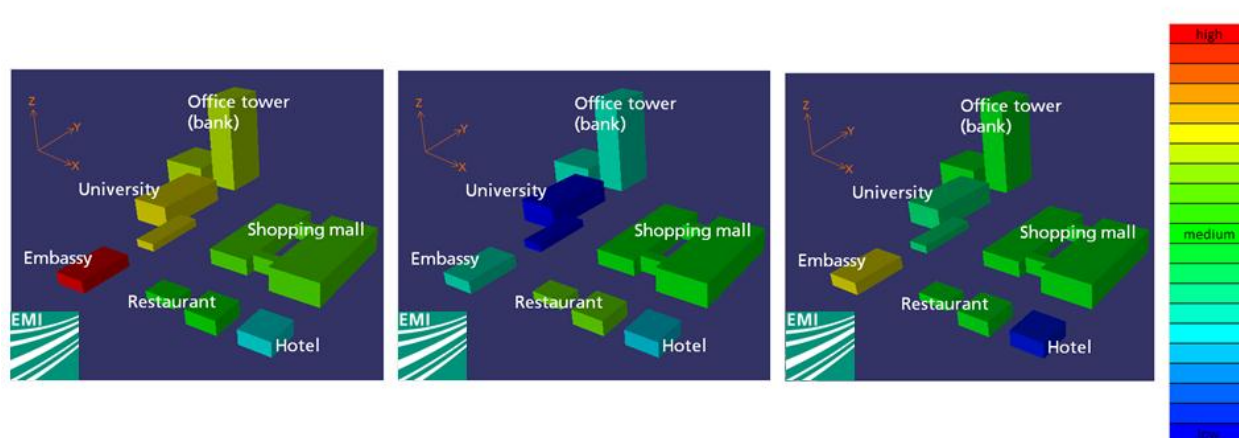 Z
Y
X
Office tower
(bank)
University
Shopping mall
Embassy
Restaurant
Hotel
EMI
Z
Y
X
Office tower
(bank)
University
Shopping mall
Embassy
Restaurant
Hotel
EMI
Z
Y
X
Office tower
(bank)
University
Shopping mall
Embassy
Restaurant
Hotel
EMI
high
medium